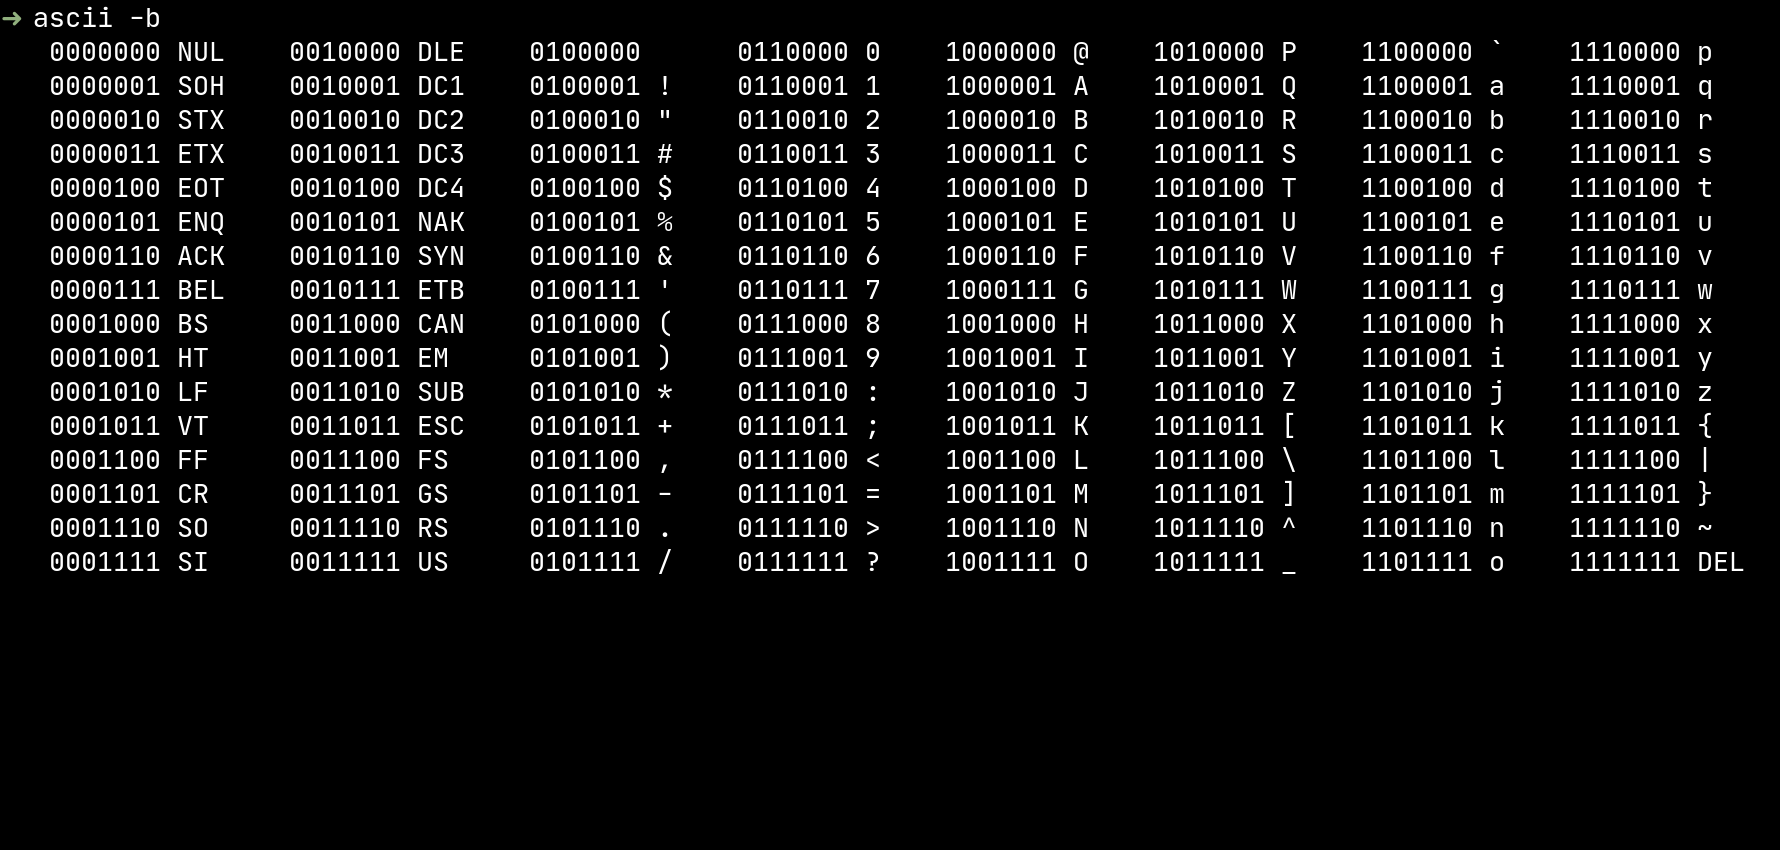 ➜ ascii -b
0000000 NUL    0010000 DLE    0100000      0110000 0    1000000 @    1010000 P    1100000 `    1110000 p
0000001 SOH    0010001 DC1    0100001 !    0110001 1    1000001 A    1010001 Q    1100001 a    1110001 q
0000010 STX    0010010 DC2    0100010 "    0110010 2    1000010 B    1010010 R    1100010 b    1110010 r
0000011 ETX    0010011 DC3    0100011 #    0110011 3    1000011 C    1010011 S    1100011 c    1110011 s
0000100 EOT    0010100 DC4    0100100 $    0110100 4    1000100 D    1010100 T    1100100 d    1110100 t
0000101 ENQ    0010101 NAK    0100101 %    0110101 5    1000101 E    1010101 U    1100101 e    1110101 u
0000110 ACK    0010110 SYN    0100110 &    0110110 6    1000110 F    1010110 V    1100110 f    1110110 v
0000111 BEL    0010111 ETB    0100111 '    0110111 7    1000111 G    1010111 W    1100111 g    1110111 w
0001000 BS     0011000 CAN    0101000 (    0111000 8    1001000 H    1011000 X    1101000 h    1111000 x
0001001 HT     0011001 EM     0101001 )    0111001 9    1001001 I    1011001 Y    1101001 i    1111001 y
0001010 LF     0011010 SUB    0101010 *    0111010 :    1001010 J    1011010 Z    1101010 j    1111010 z
0001011 VT     0011011 ESC    0101011 +    0111011 ;    1001011 K    1011011 [    1101011 k    1111011 {
0001100 FF     0011100 FS     0101100 ,    0111100 <    1001100 L    1011100 \    1101100 l    1111100 |
0001101 CR     0011101 GS     0101101 -    0111101 =    1001101 M    1011101 ]    1101101 m    1111101 }
0001110 SO     0011110 RS     0101110 .    0111110 >    1001110 N    1011110 ^    1101110 n    1111110 ~
0001111 SI     0011111 US     0101111 /    0111111 ?    1001111 O    1011111 _    1101111 o    1111111 DEL